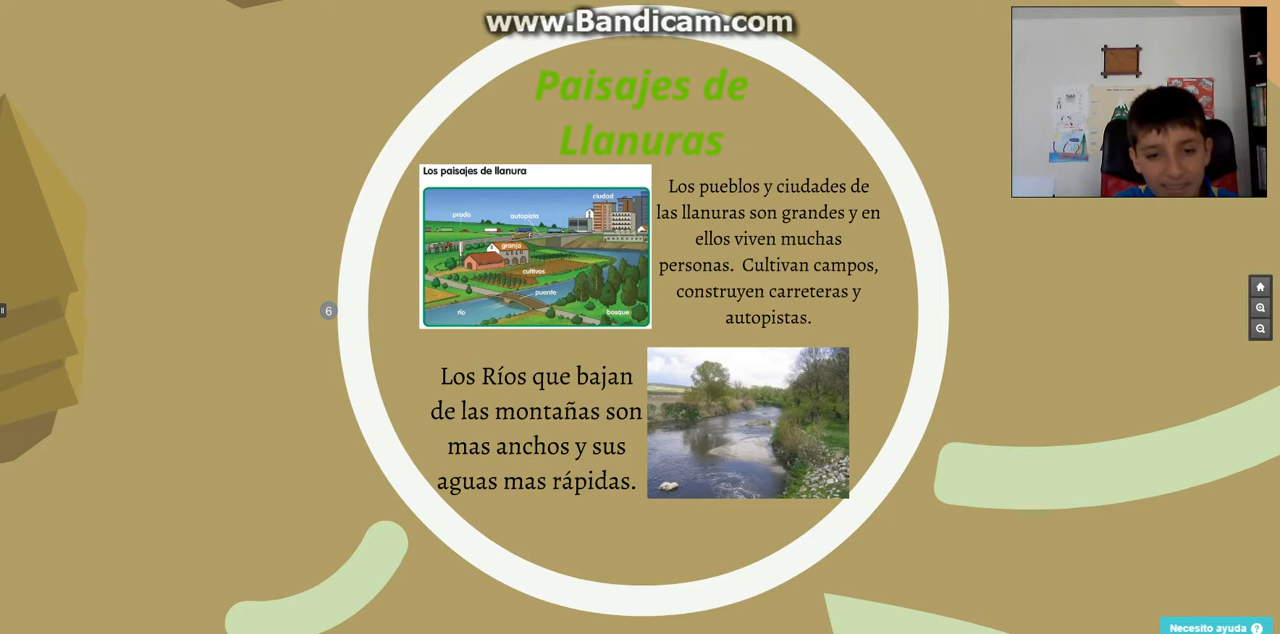 www.Bandicam.com
Paisajes de
Llanuras
Los paisajes de llanura
ciudad
prado
autopista
granja
cultivos
puente
río
bosque
Los pueblos y ciudades de
las llanuras son grandes y en
ellos viven muchas
personas. Cultivan campos,
construyen carreteras y
autopistas.
6
Los Ríos que bajan
de las montañas son
mas anchos y sus
aguas mas rápidas.
Necesito ayuda ?